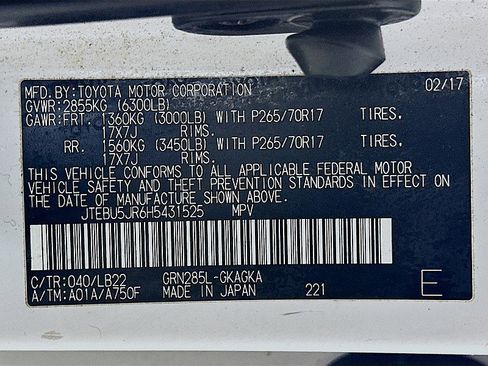 MFD. BY: TOYOTA MOTOR CORPORATION 02/17
GVWR: 2855KG (6300LB)
GAWR: FRT. 1360KG (3000LB) WITH P265/70R17 TIRES.
17X7J RIMS.
RR. 1560KG (3450LB) WITH P265/70R17 TIRES.
17X7J RIMS.
THIS VEHICLE CONFORMS TO ALL APPLICABLE FEDERAL MOTOR
VEHICLE SAFETY AND THEFT PREVENTION STANDARDS IN EFFECT ON
THE DATE OF MANUFACTURE SHOWN ABOVE.
JTEBU5JR6H5431525 MPV
C/TR: 040/LB22 GRN285L-GKAGKA
A/TM: A01A/A750F MADE IN JAPAN 221 E